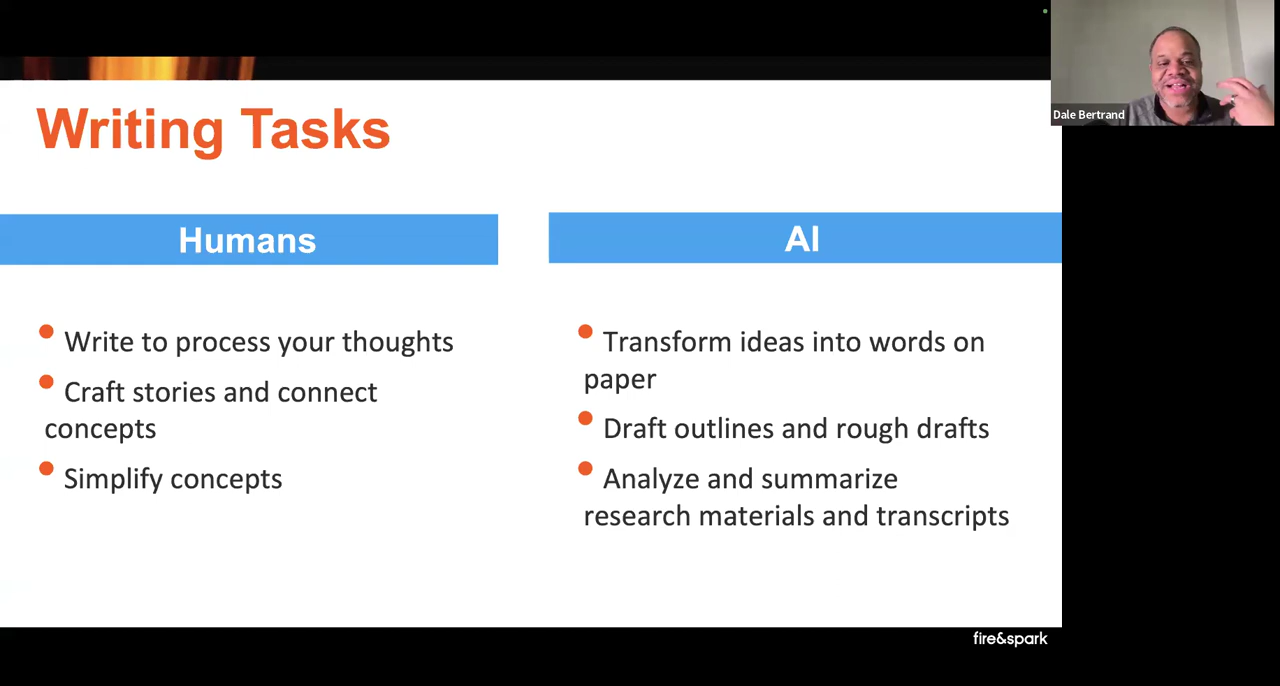 Dale Bertrand
Writing Tasks
Humans
• Write to process your thoughts
• Craft stories and connect
concepts
• Simplify concepts
AI
• Transform ideas into words on
paper
• Draft outlines and rough drafts
• Analyze and summarize
research materials and transcripts
fire&spark